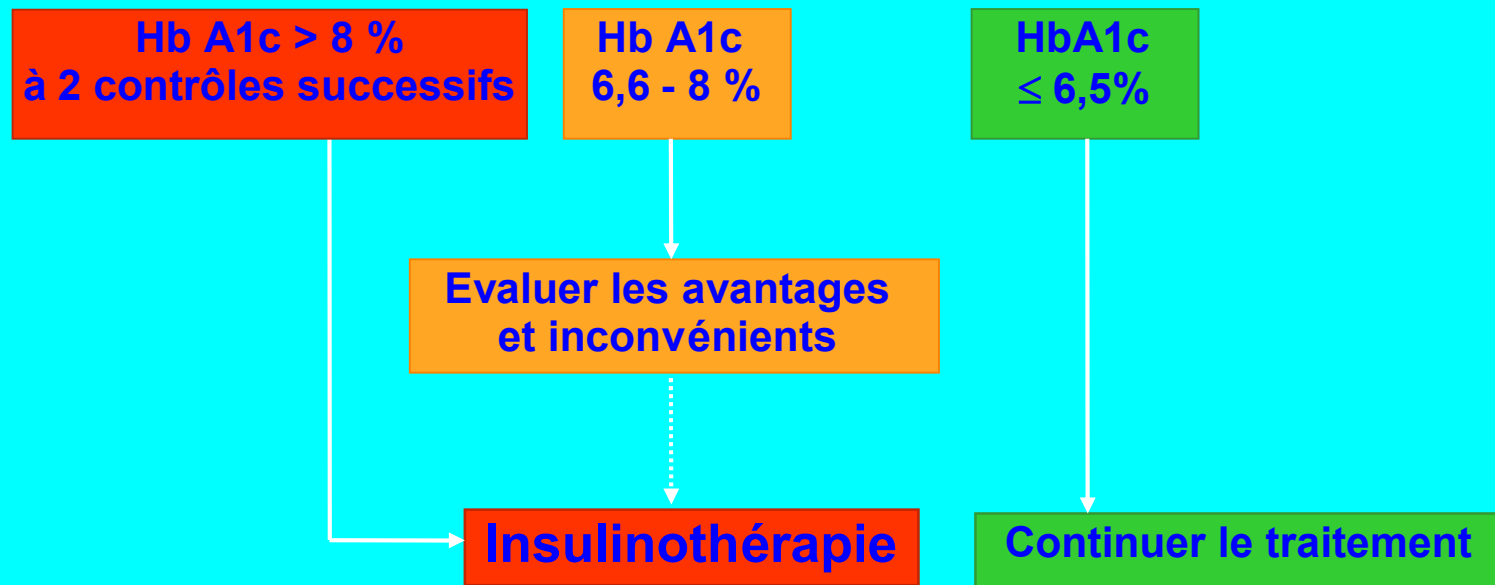 Hb A1c > 8 %
à 2 contrôles successifs
Hb A1c
6,6 - 8 %
HbA1c
≤ 6,5%
Evaluer les avantages
et inconvénients
Insulinothérapie
Continuer le traitement